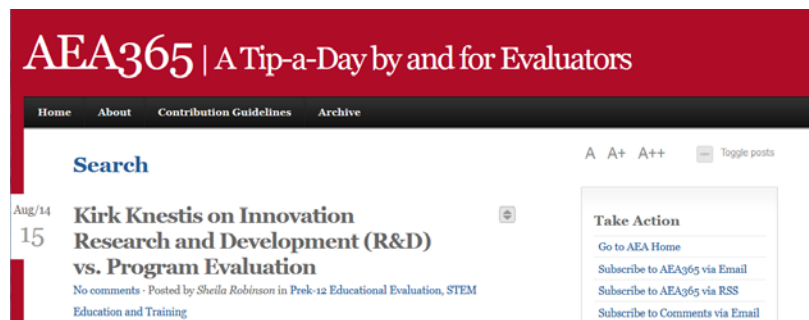 AEA365 | A Tip-a-Day by and for Evaluators
Home About Contribution Guidelines Archive
A A+ A++ Toggle posts
Search
Aug/14
15
Kirk Knestis on Innovation
Research and Development (R&D)
vs. Program Evaluation
No comments · Posted by Sheila Robinson in Prek-12 Educational Evaluation, STEM
Education and Training
Take Action
Go to AEA Home
Subscribe to AEA365 via Email
Subscribe to AEA365 via RSS
Subscribe to Comments via Email